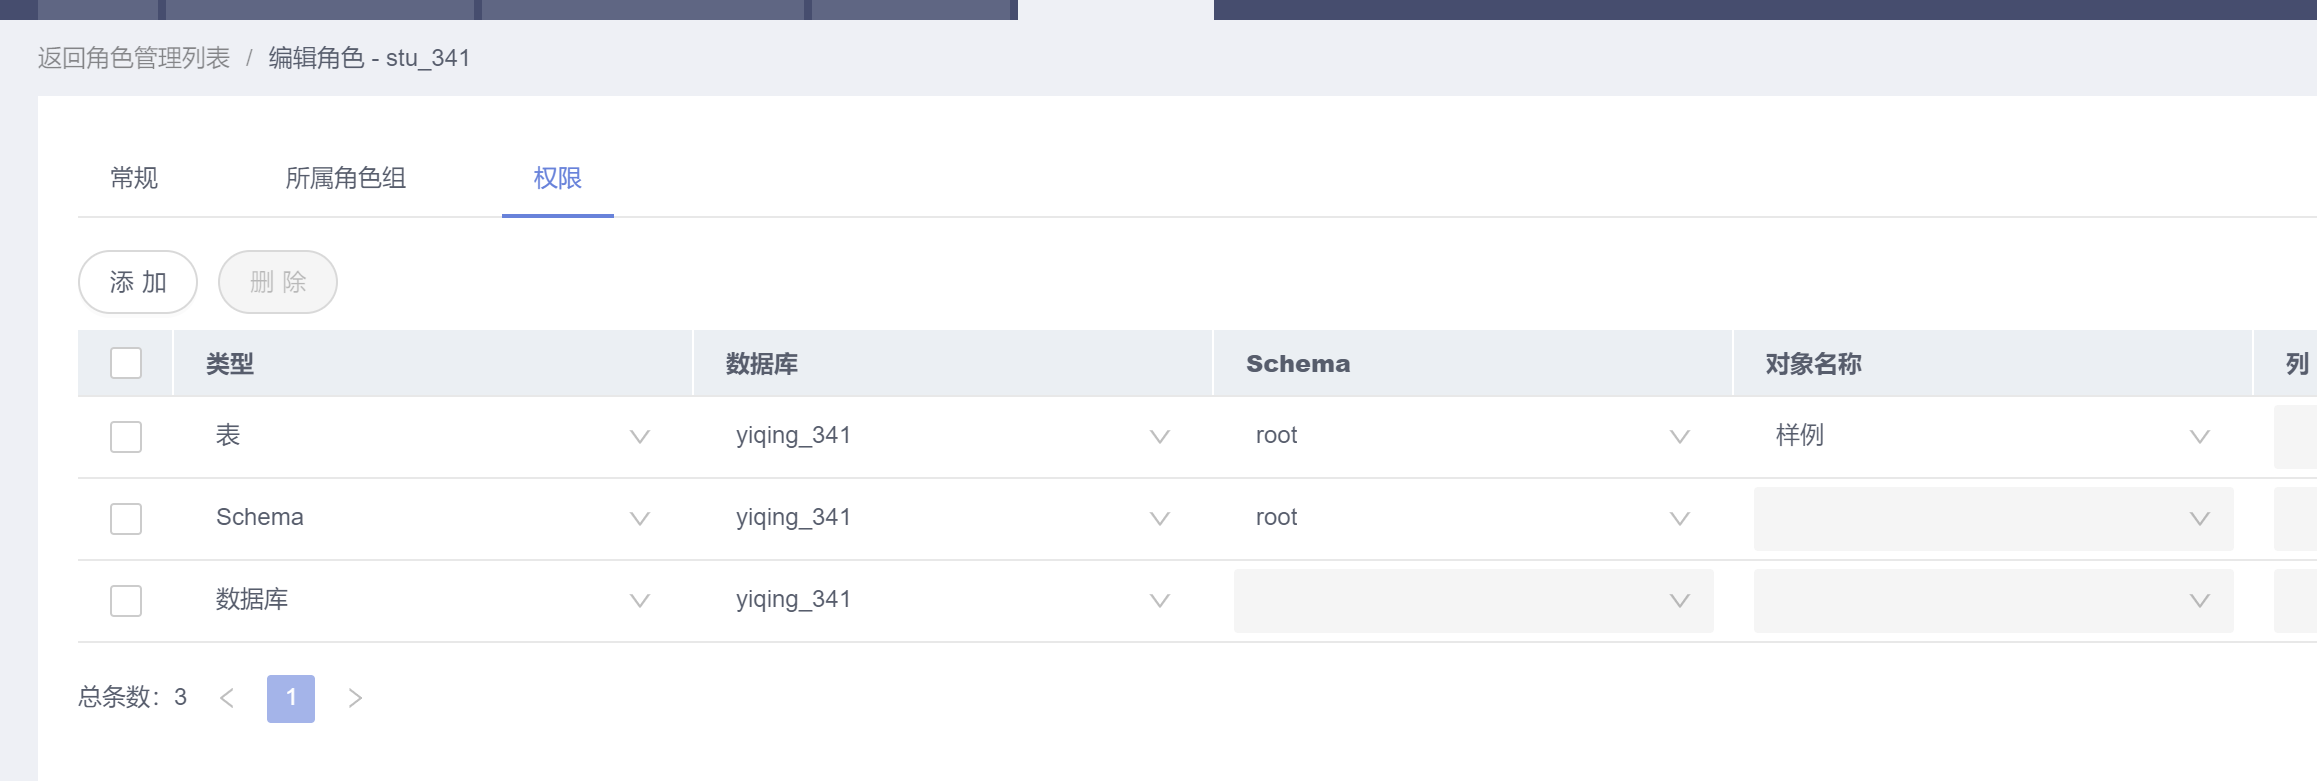 返回角色管理列表 / 编辑角色 - stu_341
常规 所属角色组 权限
添 加 删 除
类型 数据库 Schema 对象名称 列
表 yiqing_341 root 样例
Schema yiqing_341 root
数据库 yiqing_341
总条数：3 < 1 >